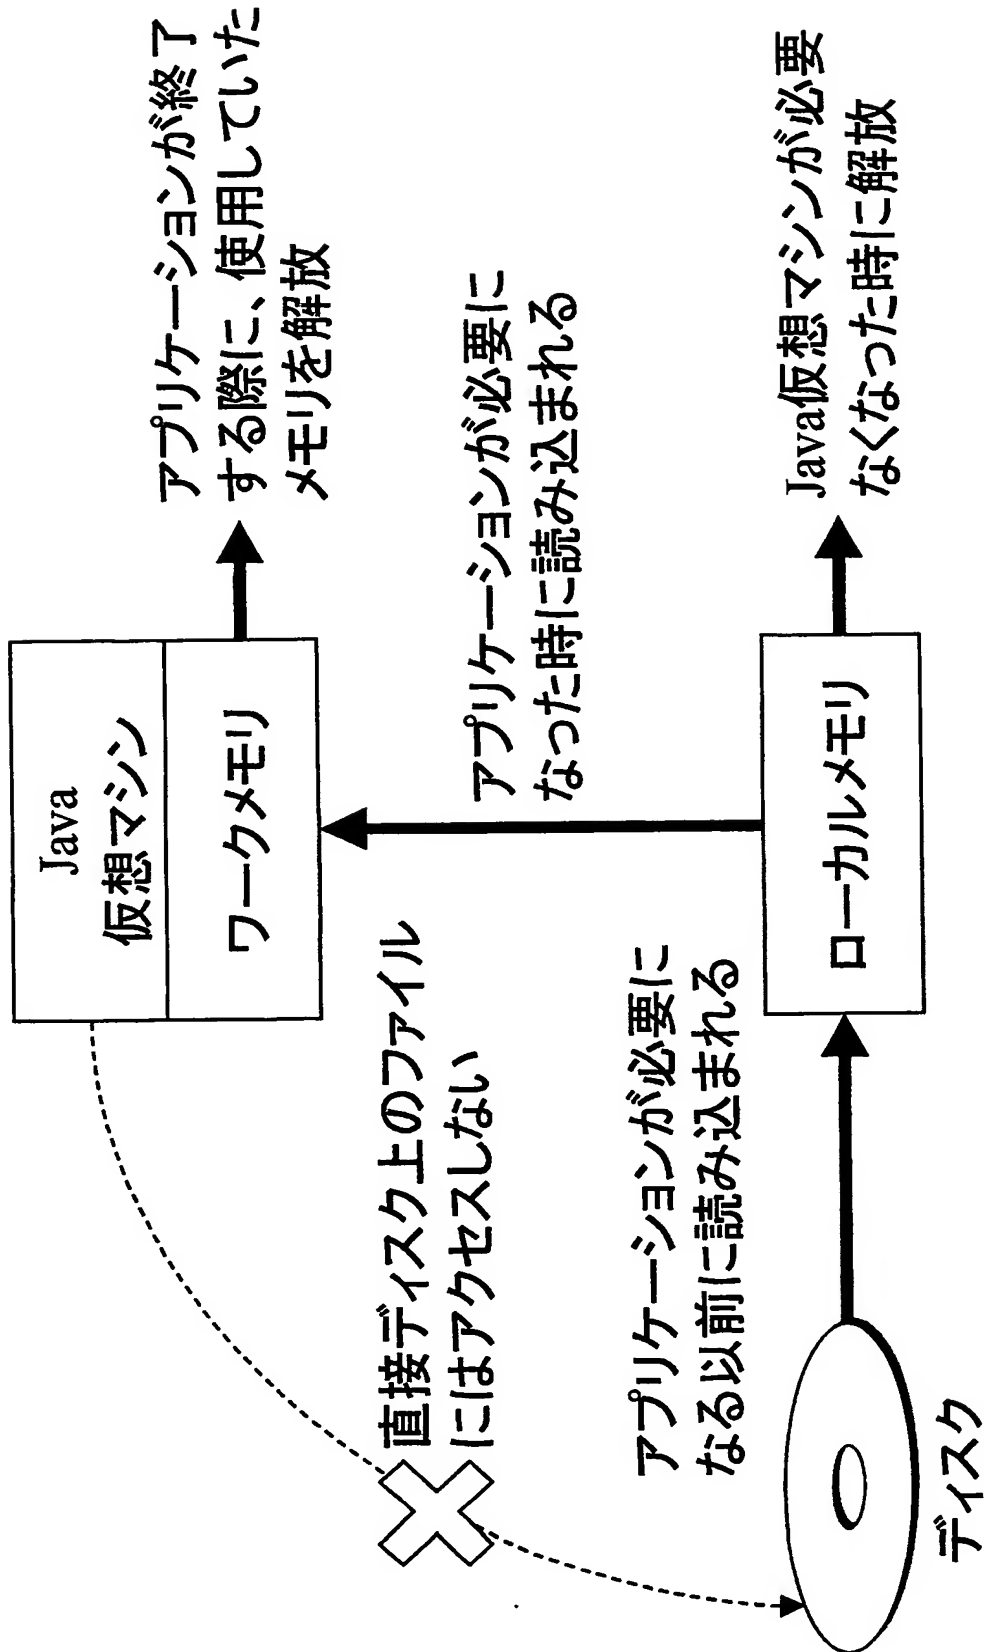 Java
仮想マシン
ワークメモリ
アプリケーションが終了
する際に、使用していた
メモリを解放
直接ディスク上のファイル
にはアクセスしない
アプリケーションが必要に
なった時に読み込まれる
アプリケーションが必要に
なる以前に読み込まれる
ローカルメモリ
Java仮想マシンが必要
なくなった時に解放
ディスク